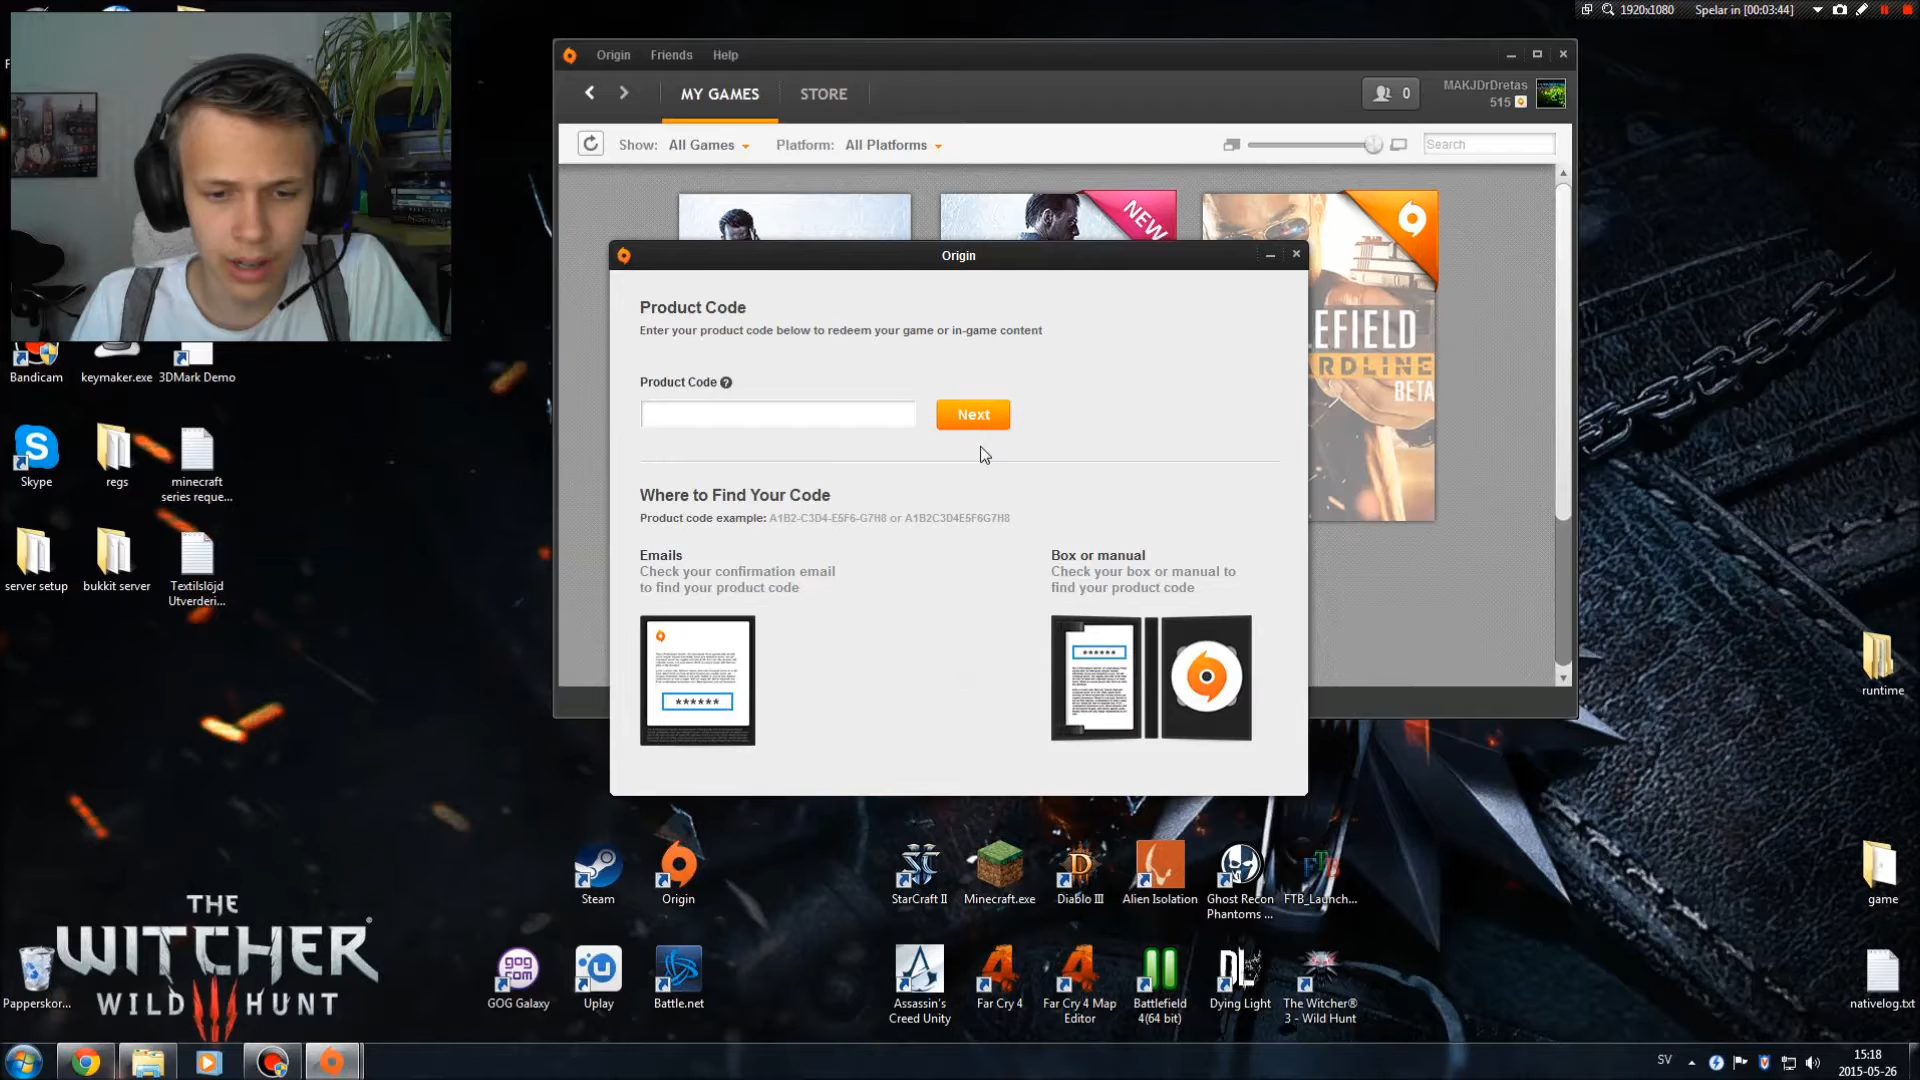 1920x1080 Spelar in [00:03:44]
Origin Friends Help
MY GAMES STORE
0
MAKJDrDretas
515
Show: All Games Platform: All Platforms
Search
NEW
Origin
Product Code
Enter your product code below to redeem your game or in-game content
Product Code ?
Next
Where to Find Your Code
Product code example: A1B2-C3D4-E5F6-G7H8 or A1B2C3D4E5F6G7H8
Emails
Check your confirmation email
to find your product code
Box or manual
Check your box or manual to
find your product code
******
******
LEFIELD
RDLINE
BETA
Bandicam
keymaker.exe
3DMark Demo
Skype
regs
minecraft
series reque...
server setup
bukkit server
Textilslöjd
Utverderi...
runtime
game
nativelog.txt
Steam
Origin
StarCraft II
Minecraft.exe
Diablo III
Alien Isolation
Ghost Recon
Phantoms ...
FTB_Launch...
THE
WITCHER
WILD HUNT
Papperskor...
GOG Galaxy
Uplay
Battle.net
Assassin's
Creed Unity
Far Cry 4
Far Cry 4 Map
Editor
Battlefield
4(64 bit)
Dying Light
The Witcher®
3 - Wild Hunt
SV
15:18
2015-05-26